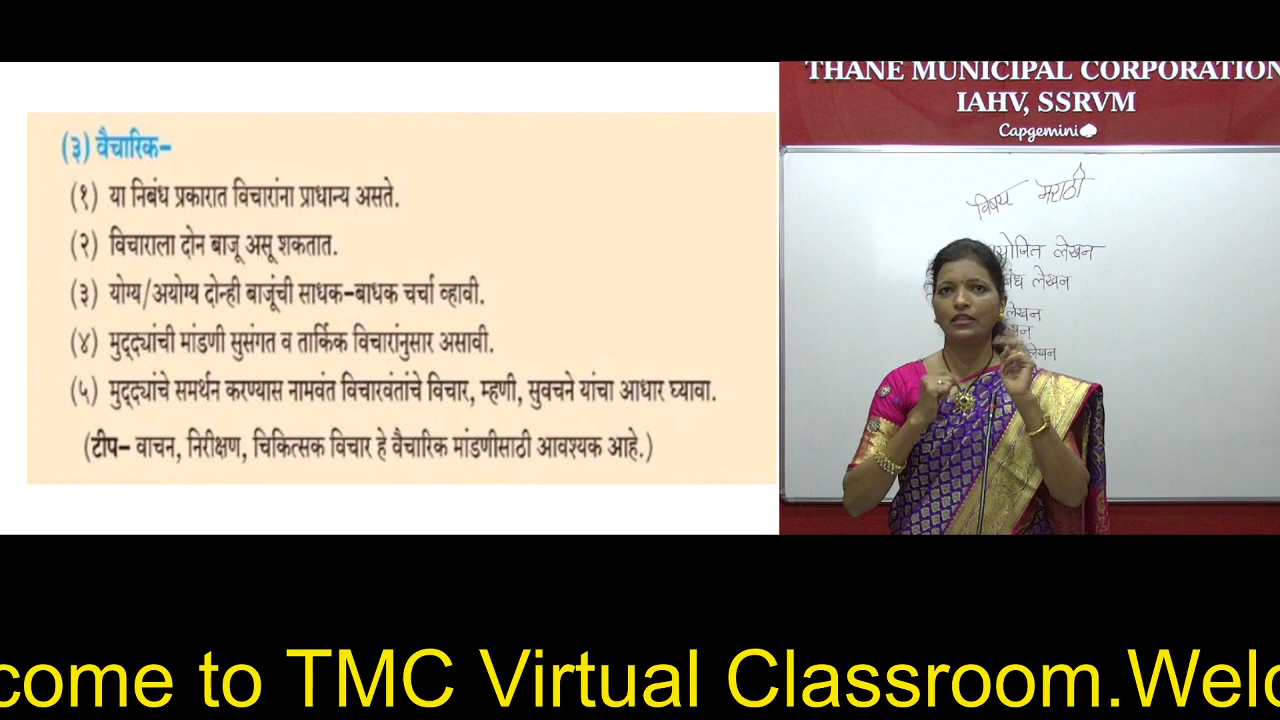 (३) वैचारिक–
(१) या निबंध प्रकारात विचारांना प्राधान्य असते.
(२) विचाराला दोन बाजू असू शकतात.
(३) योग्य/अयोग्य दोन्ही बाजूंची साधक-बाधक चर्चा व्हावी.
(४) मुद्द्यांची मांडणी सुसंगत व तार्किक विचारांनुसार असावी.
(५) मुद्द्यांचे समर्थन करण्यास नामवंत विचारवंतांचे विचार, म्हणी, सुवचने यांचा आधार घ्यावा.
(टीप– वाचन, निरीक्षण, चिकित्सक विचार हे वैचारिक मांडणीसाठी आवश्यक आहे.)
THANE MUNICIPAL CORPORATION
IAHV, SSRVM
Capgemini
विषय मराठी
योजित लेखन
बंध लेखन
लेखन
लेखन
come to TMC Virtual Classroom.Welc